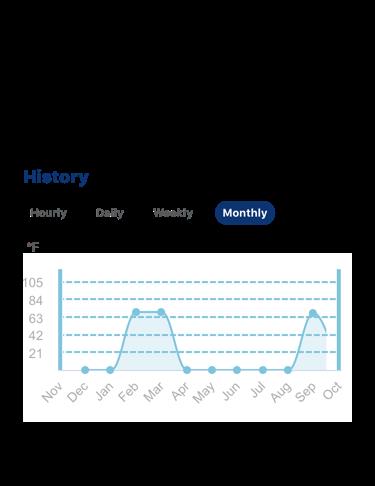 History
Hourly Daily Weekly Monthly
°F
105
84
63
42
21
Nov Dec Jan Feb Mar Apr May Jun Jul Aug Sep Oct